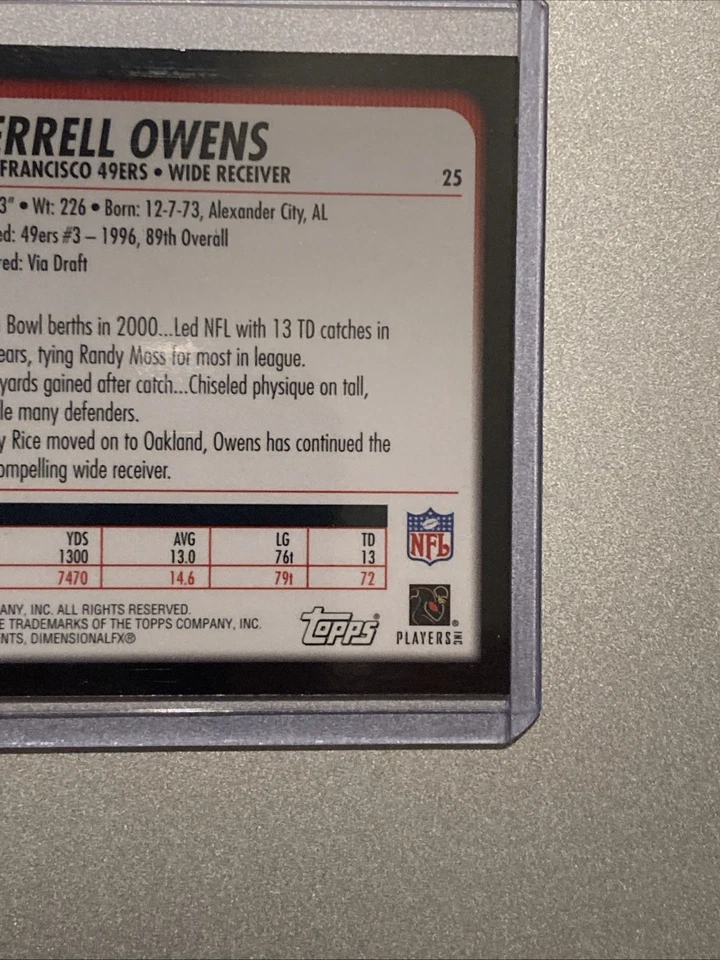 ERRELL OWENS
FRANCISCO 49ERS • WIDE RECEIVER
25
3" • Wt: 226 • Born: 12-7-73, Alexander City, AL
ed: 49ers #3 – 1996, 89th Overall
red: Via Draft
Bowl berths in 2000...Led NFL with 13 TD catches in
ears, tying Randy Moss for most in league.
yards gained after catch...Chiseled physique on tall,
le many defenders.
y Rice moved on to Oakland, Owens has continued the
ompelling wide receiver.
YDS AVG LG TD
1300 13.0 76t 13
7470 14.6 79t 72
NFL
ANY, INC. ALL RIGHTS RESERVED.
E TRADEMARKS OF THE TOPPS COMPANY, INC.
NTS, DIMENSIONALFX®
Topps®
PLAYERS INC®